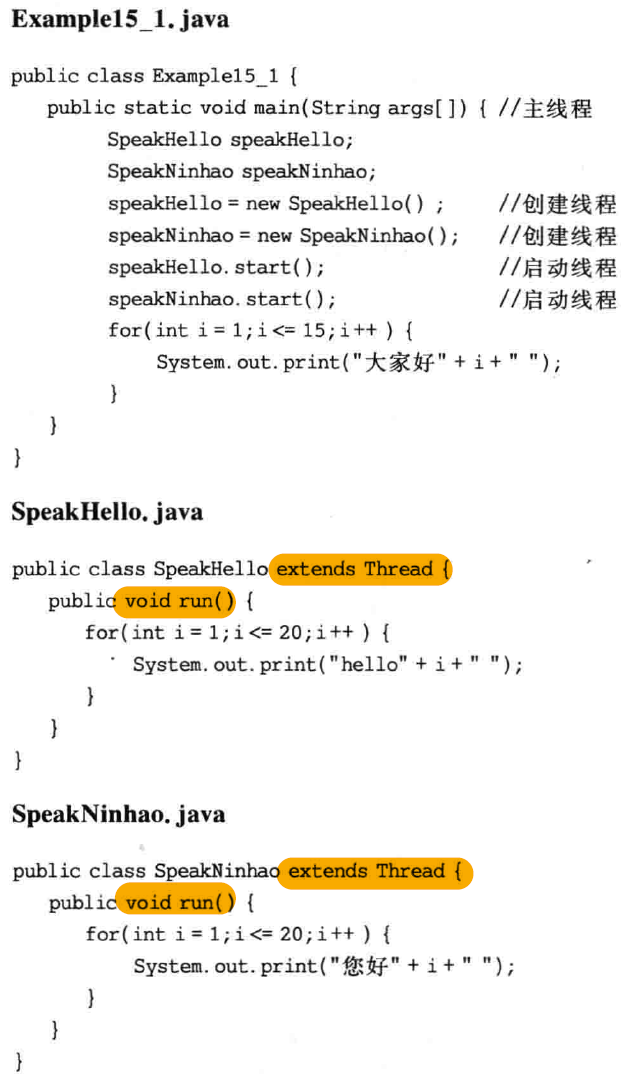 Example15_1.java
public class Example15_1 {
public static void main(String args[]) { //主线程
SpeakHello speakHello;
SpeakNinhao speakNinhao;
speakHello = new SpeakHello() ; //创建线程
speakNinhao = new SpeakNinhao(); //创建线程
speakHello.start(); //启动线程
speakNinhao.start(); //启动线程
for(int i = 1;i <= 15;i++ ) {
System.out.print("大家好" + i + " ");
}
}
}
SpeakHello.java
public class SpeakHello extends Thread {
public void run() {
for(int i = 1;i <= 20;i++ ) {
System.out.print("hello" + i + " ");
}
}
}
SpeakNinhao.java
public class SpeakNinhao extends Thread {
public void run() {
for(int i = 1;i <= 20;i++ ) {
System.out.print("您好" + i + " ");
}
}
}